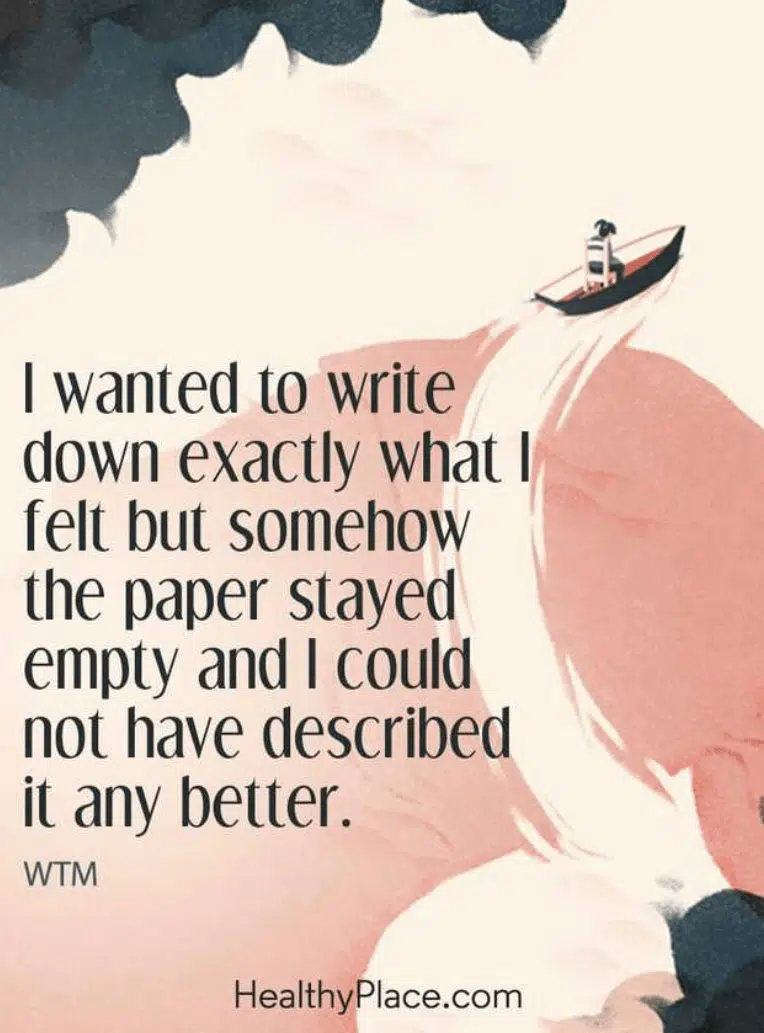 I wanted to write
down exactly what I
felt but somehow
the paper stayed
empty and I could
not have described
it any better.
WTM
HealthyPlace.com